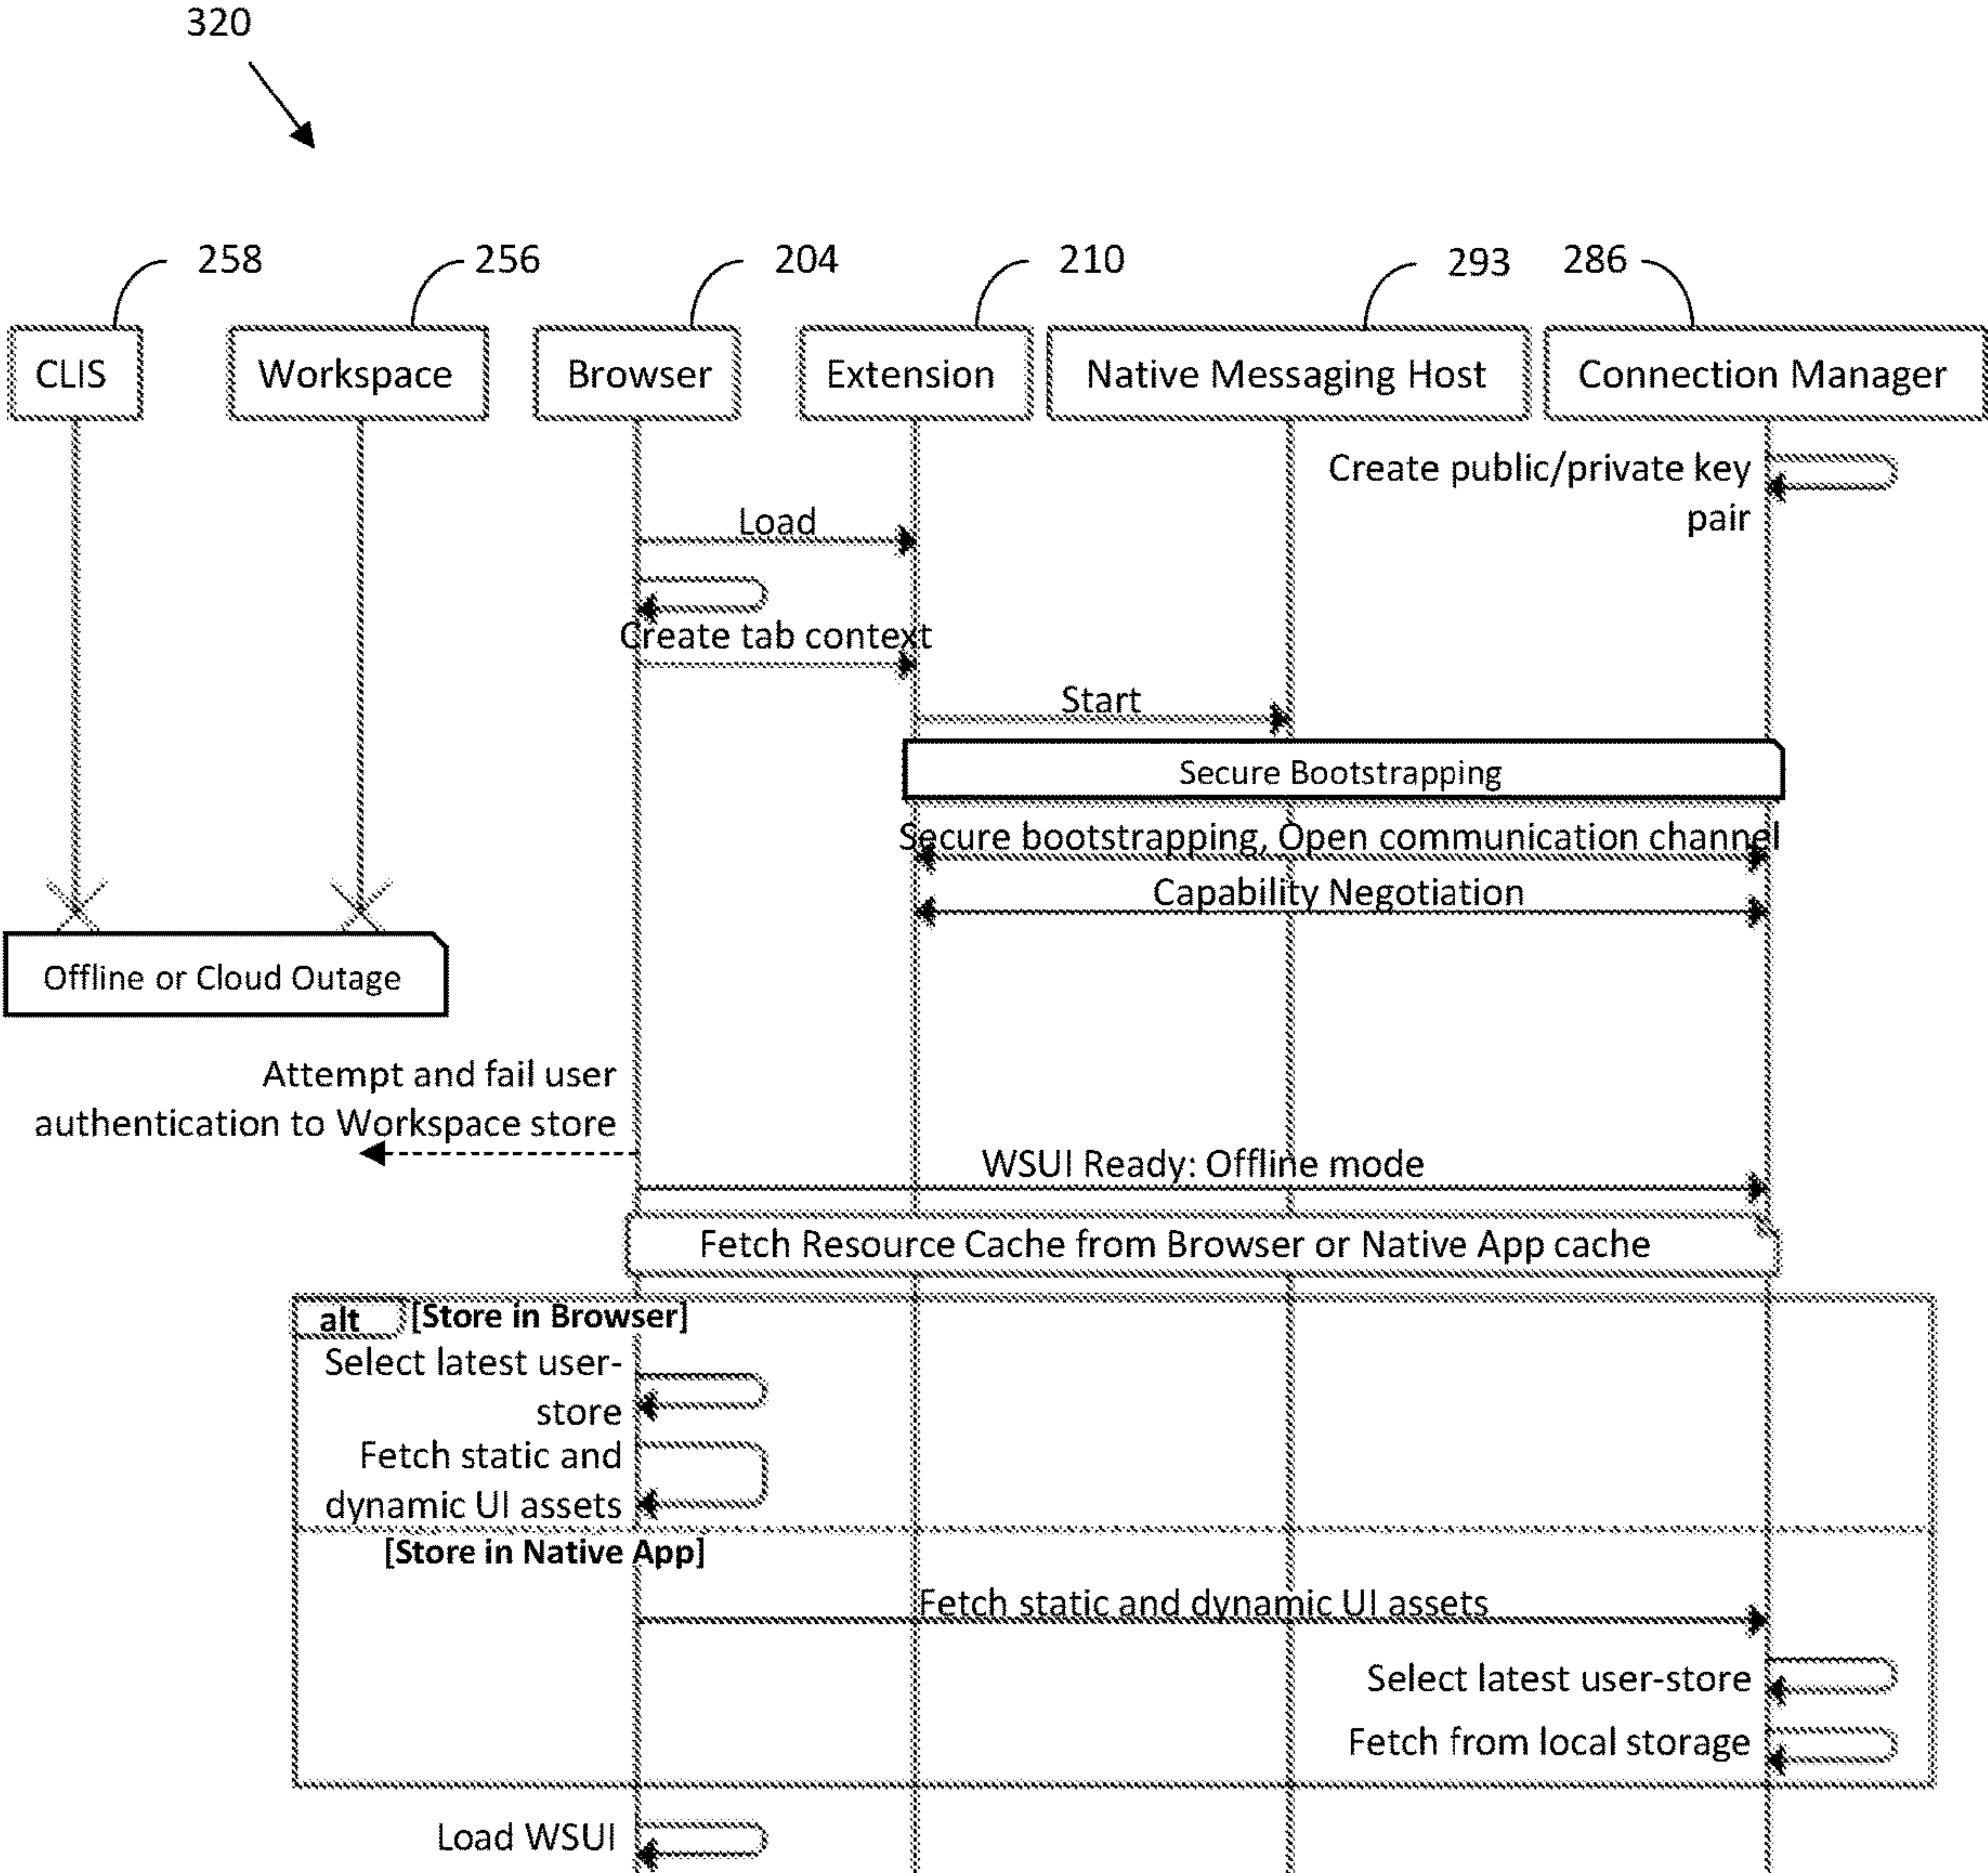 320
258
256
204
210
293
286
CLIS
Workspace
Browser
Extension
Native Messaging Host
Connection Manager
Create public/private key
pair
Load
Create tab context
Start
Secure Bootstrapping
Secure bootstrapping, Open communication channel
Capability Negotiation
Offline or Cloud Outage
Attempt and fail user
authentication to Workspace store
WSUI Ready: Offline mode
Fetch Resource Cache from Browser or Native App cache
alt
[Store in Browser]
Select latest user-
store
Fetch static and
dynamic UI assets
[Store in Native App]
Fetch static and dynamic UI assets
Select latest user-store
Fetch from local storage
Load WSUI